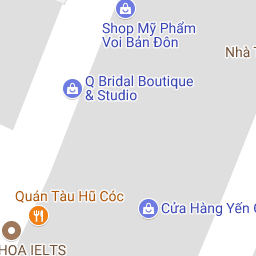 Shop Mỹ Phẩm
Voi Bản Đôn
Nhà
Q Bridal Boutique
& Studio
Quán Tàu Hũ Cóc
Cửa Hàng Yến
HOA IELTS